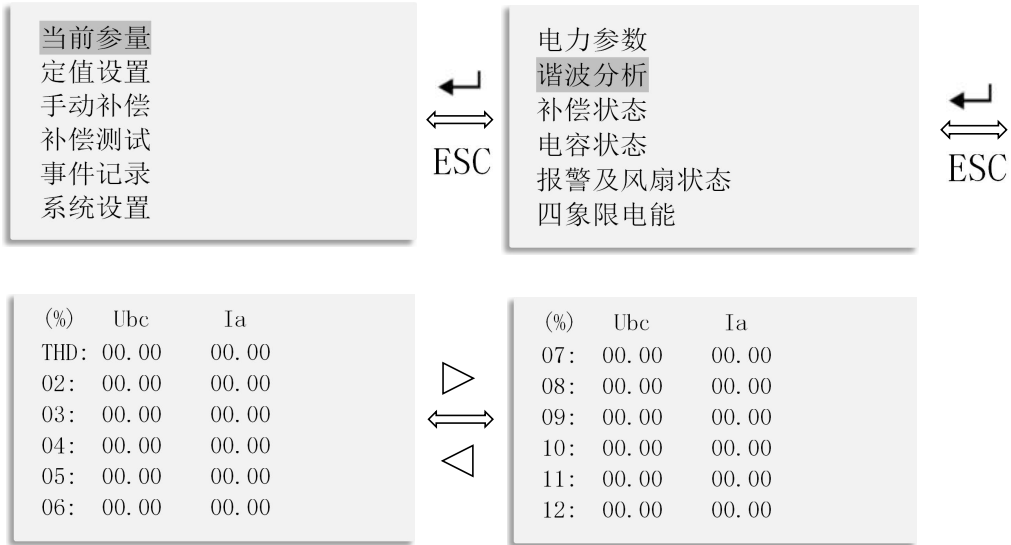 当前参量
定值设置
手动补偿
补偿测试
事件记录
系统设置
ESC
电力参数
谐波分析
补偿状态
电容状态
报警及风扇状态
四象限电能
ESC
(%) Ubc Ia
THD: 00.00 00.00
02: 00.00 00.00
03: 00.00 00.00
04: 00.00 00.00
05: 00.00 00.00
06: 00.00 00.00
(%) Ubc Ia
07: 00.00 00.00
08: 00.00 00.00
09: 00.00 00.00
10: 00.00 00.00
11: 00.00 00.00
12: 00.00 00.00